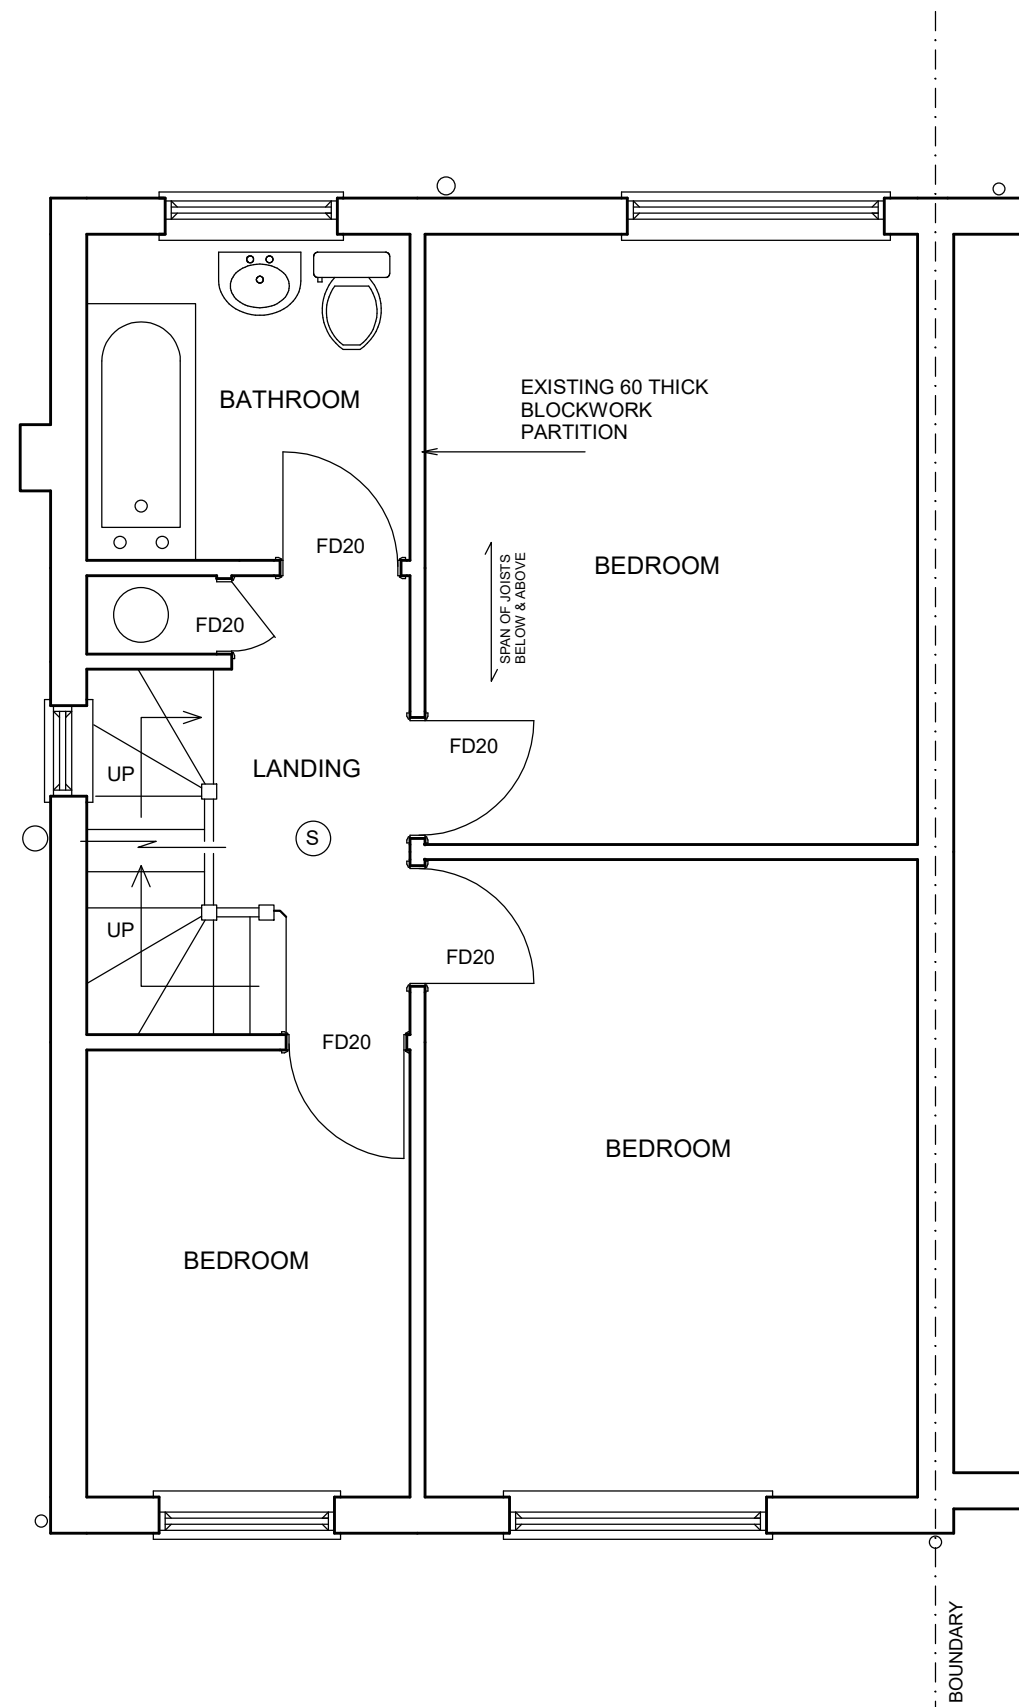 BATHROOM
EXISTING 60 THICK
BLOCKWORK
PARTITION
FD20
SPAN OF JOISTS
BELOW & ABOVE
BEDROOM
FD20
FD20
UP
LANDING
S
UP
FD20
FD20
BEDROOM
BEDROOM
BOUNDARY